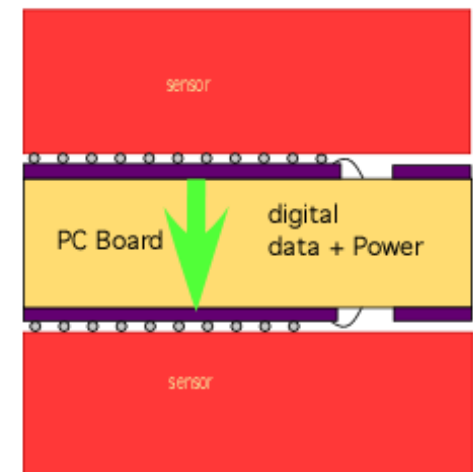 sensor
PC Board
digital
data + Power
sensor